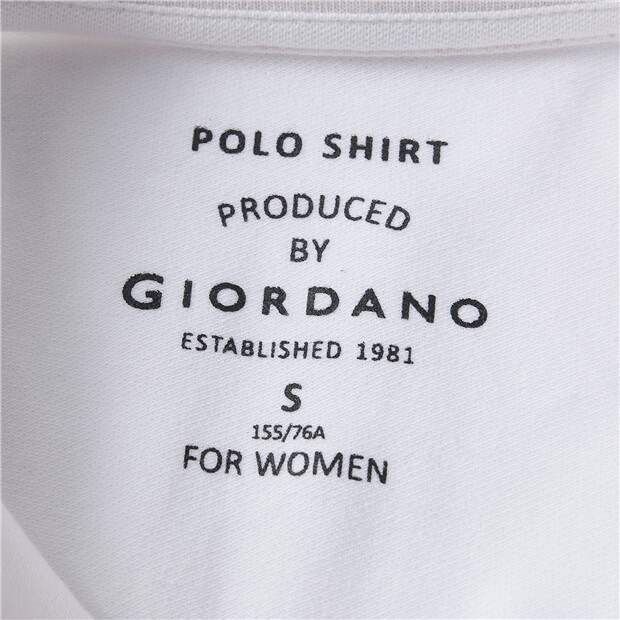 POLO SHIRT
PRODUCED
BY
GIORDANO
ESTABLISHED 1981
S
155/76A
FOR WOMEN